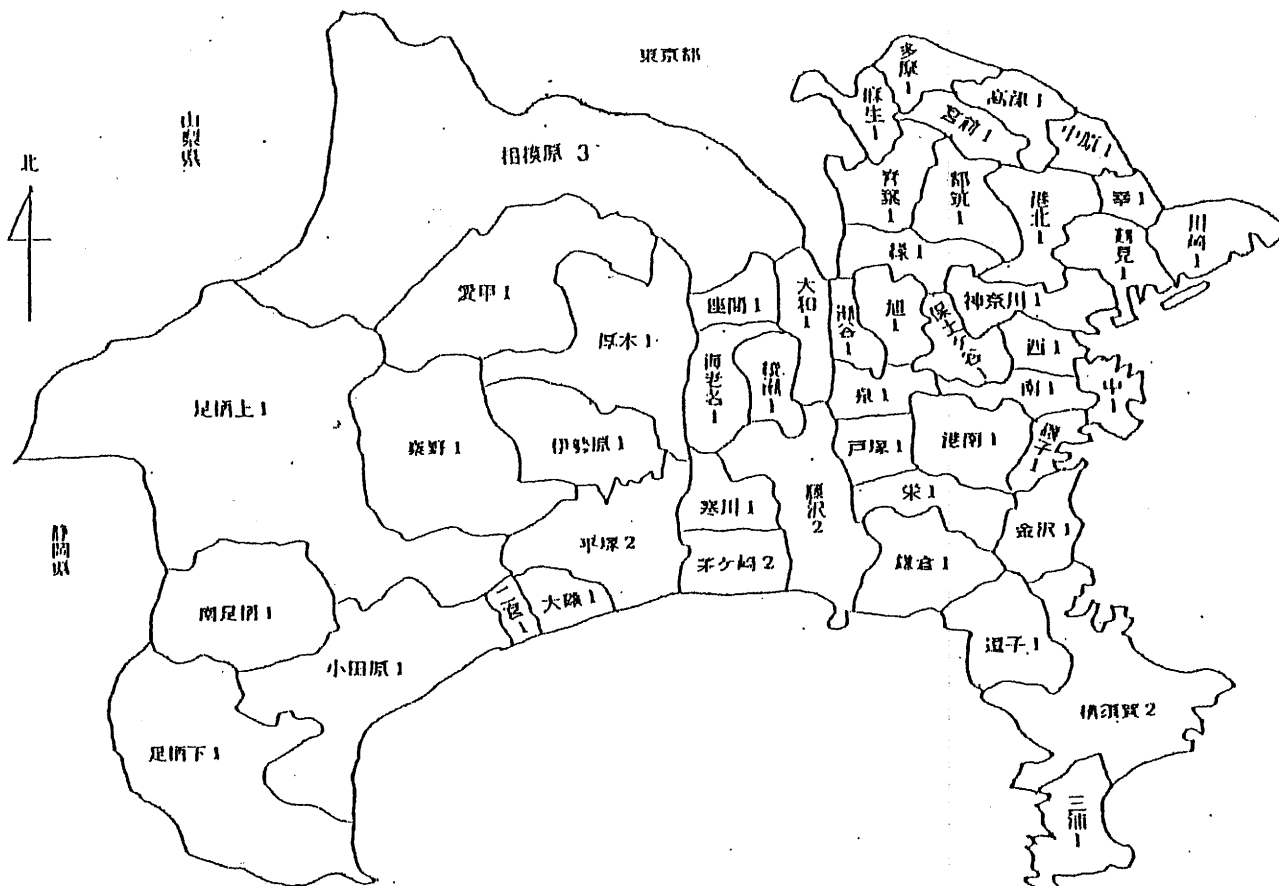 東京都
山梨県
北
静岡県
相模原 3
愛甲 1
厚木 1
足柄上 1
秦野 1
伊勢原 1
平塚 2
南足柄 1
小田原 1
足柄下 1
二宮 1
大磯 1
座間 1
海老名 1
綾瀬 1
大和 1
寒川 1
茅ケ崎 2
藤沢 2
多摩 1
麻生 1
高津 1
宮前 1
中原 1
幸 1
川崎 1
青葉 1
都筑 1
港北 1
鶴見 1
緑 1
神奈川 1
瀬谷 1
旭 1
保土ケ谷 1
西 1
中 1
南 1
泉 1
戸塚 1
港南 1
磯子 1
栄 1
金沢 1
鎌倉 1
逗子 1
横須賀 2
三浦 1